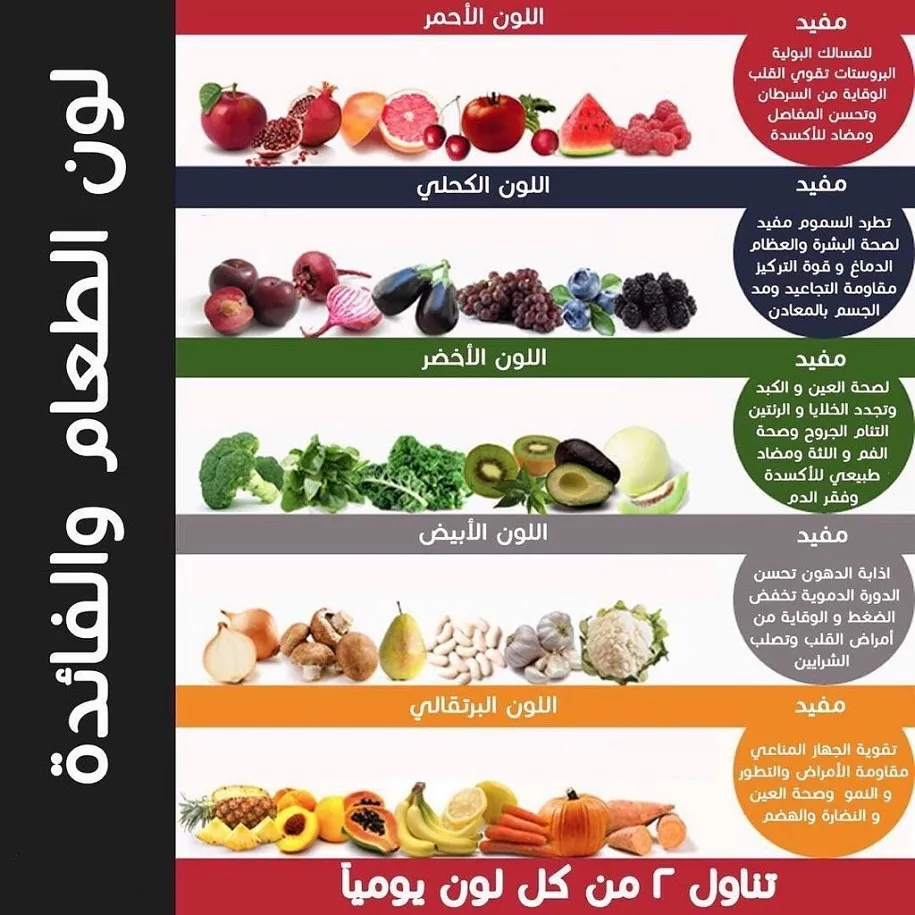 لون الطعام والفائدة
اللون الأحمر
مفيد
للمسالك البولية
البروستات تقوي القلب
الوقاية من السرطان
وتحسن المفاصل
ومضاد للأكسدة
اللون الكحلي
مفيد
تطرد السموم مفيد
لصحة البشرة والعظام
الدماغ و قوة التركيز
مقاومة التجاعيد ومد
الجسم بالمعادن
اللون الأخضر
مفيد
لصحة العين و الكبد
وتجدد الخلايا و الرئتين
التئام الجروح وصحة
الفم و اللثة ومضاد
طبيعي للأكسدة
وفقر الدم
اللون الأبيض
مفيد
اذابة الدهون تحسن
الدورة الدموية تخفض
الضغط و الوقاية من
أمراض القلب وتصلب
الشرايين
اللون البرتقالي
مفيد
تقوية الجهاز المناعي
مقاومة الأمراض والتطور
و النمو وصحة العين
و النضارة والهضم
تناول ٢ من كل لون يومياً